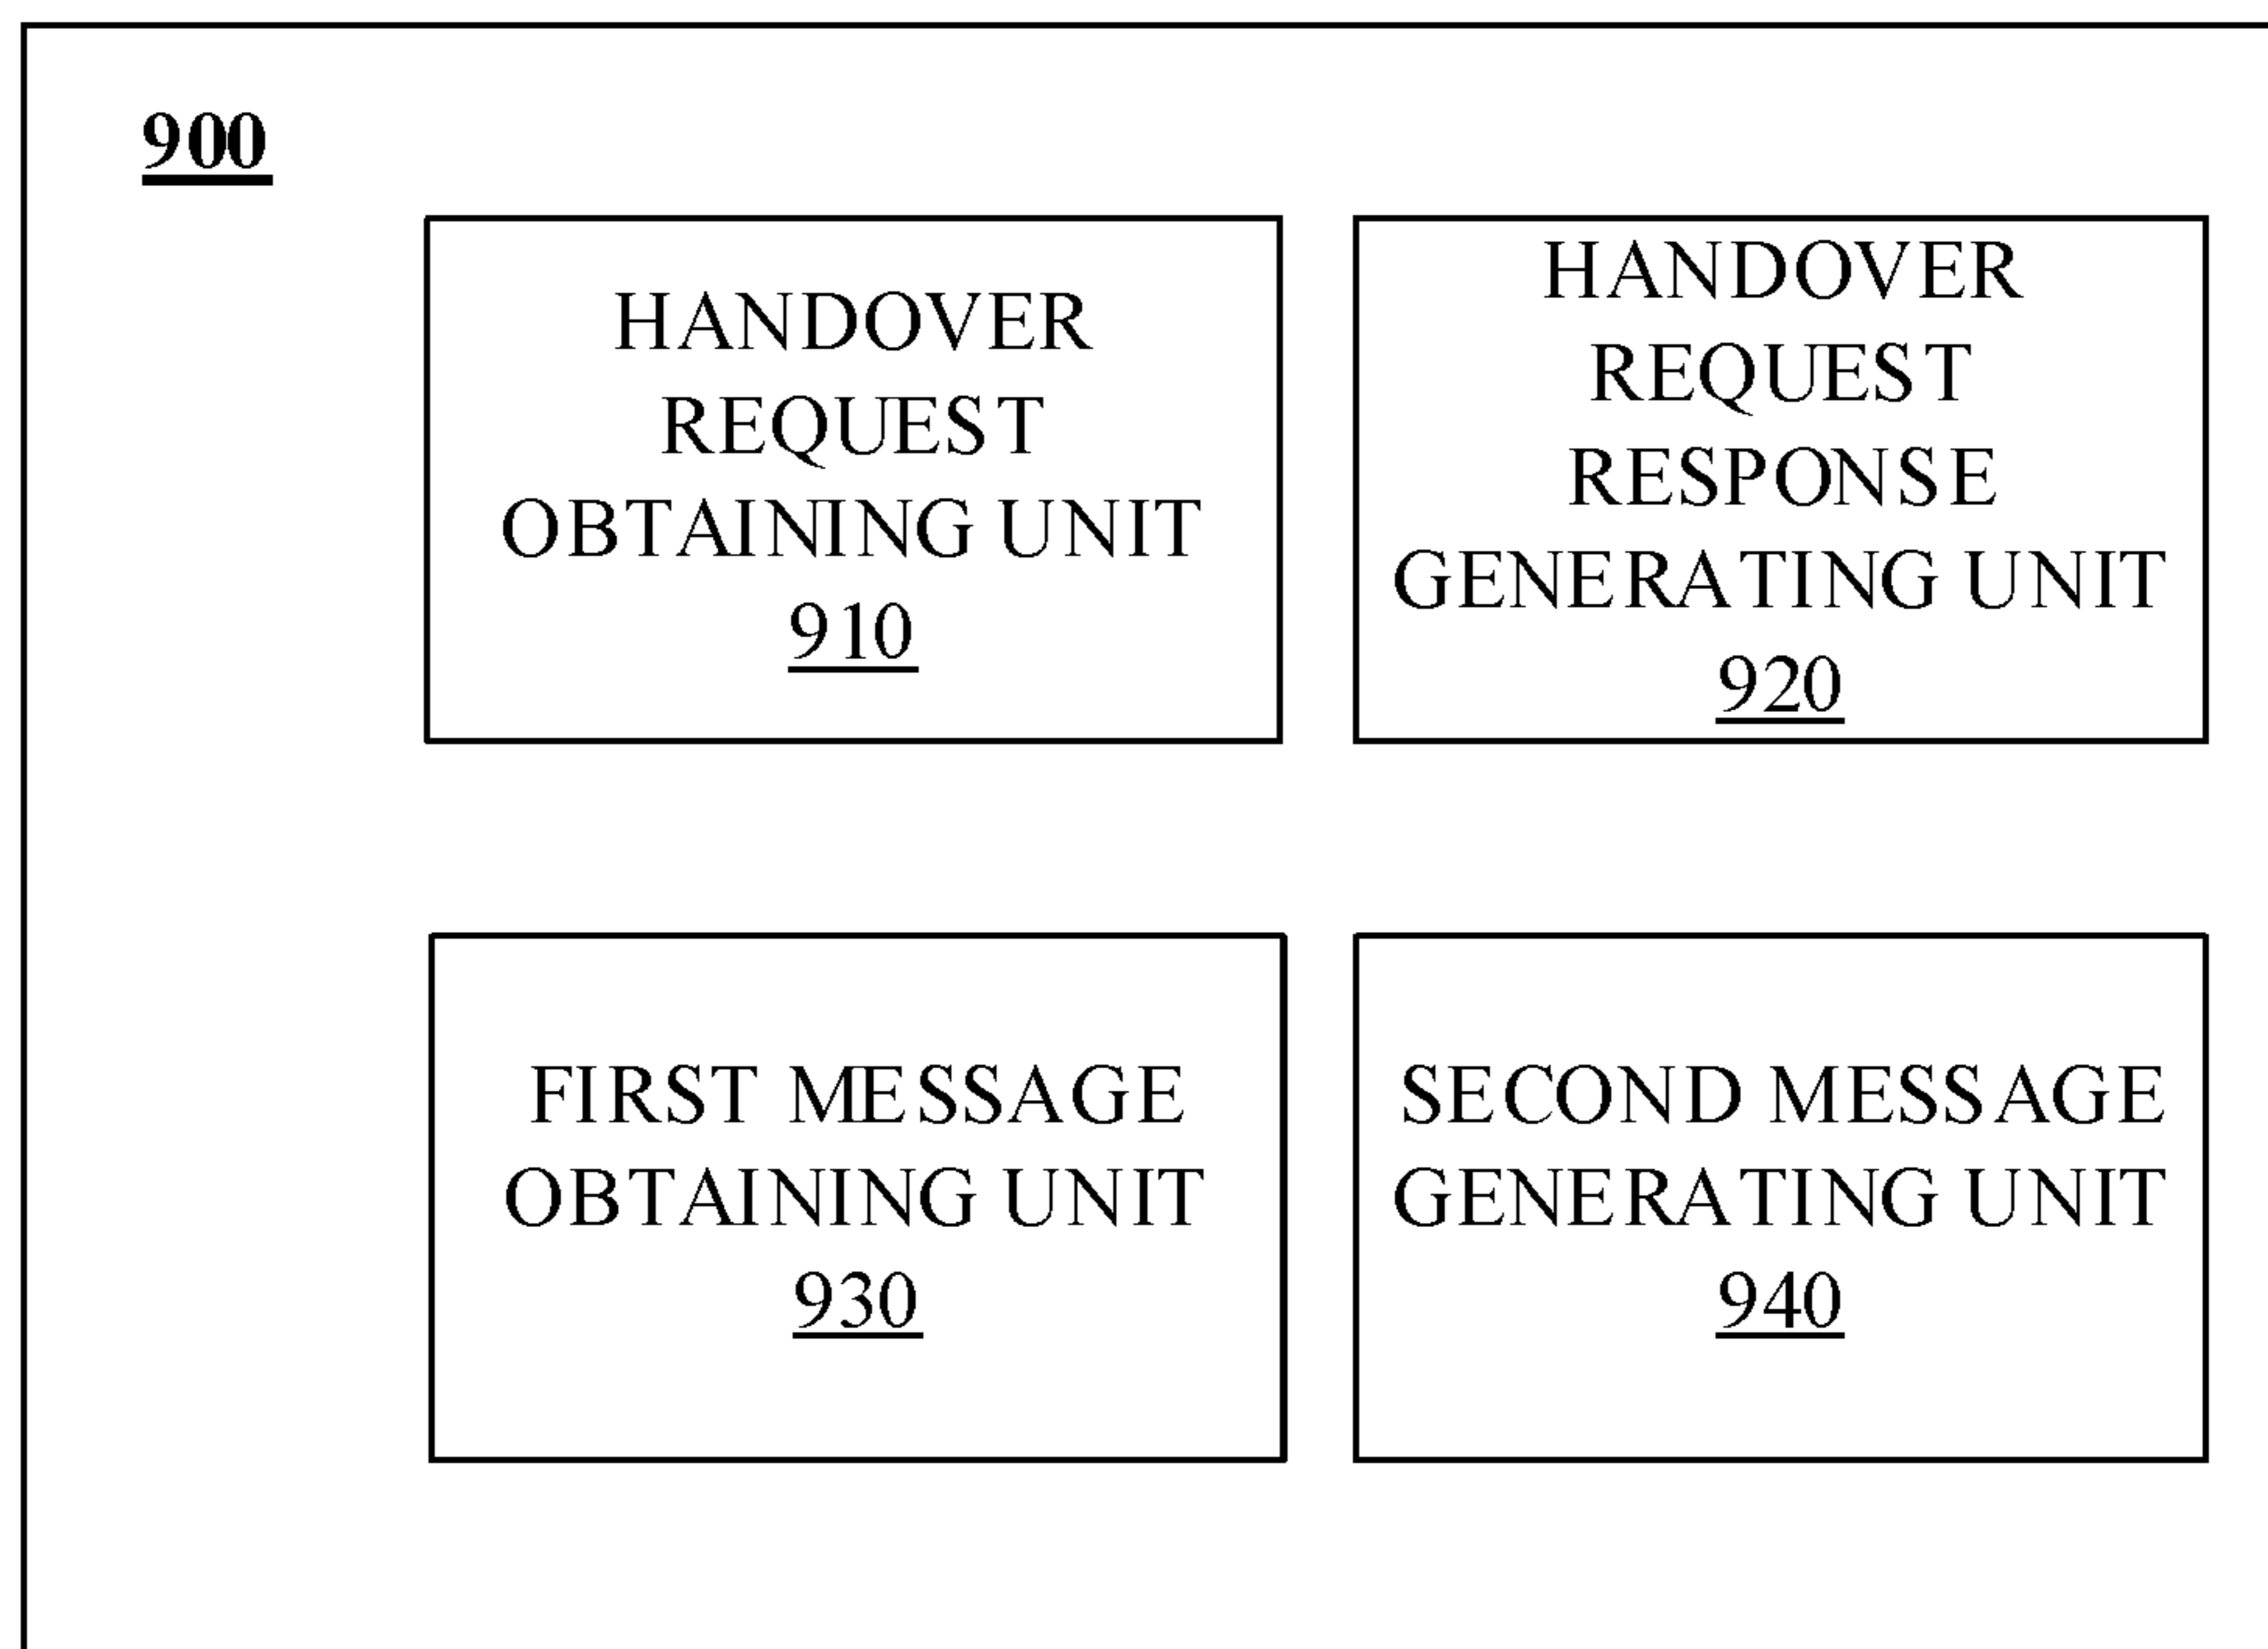 900
HANDOVER
REQUEST
OBTAINING UNIT
910
HANDOVER
REQUEST
RESPONSE
GENERATING UNIT
920
FIRST MESSAGE
OBTAINING UNIT
930
SECOND MESSAGE
GENERATING UNIT
940